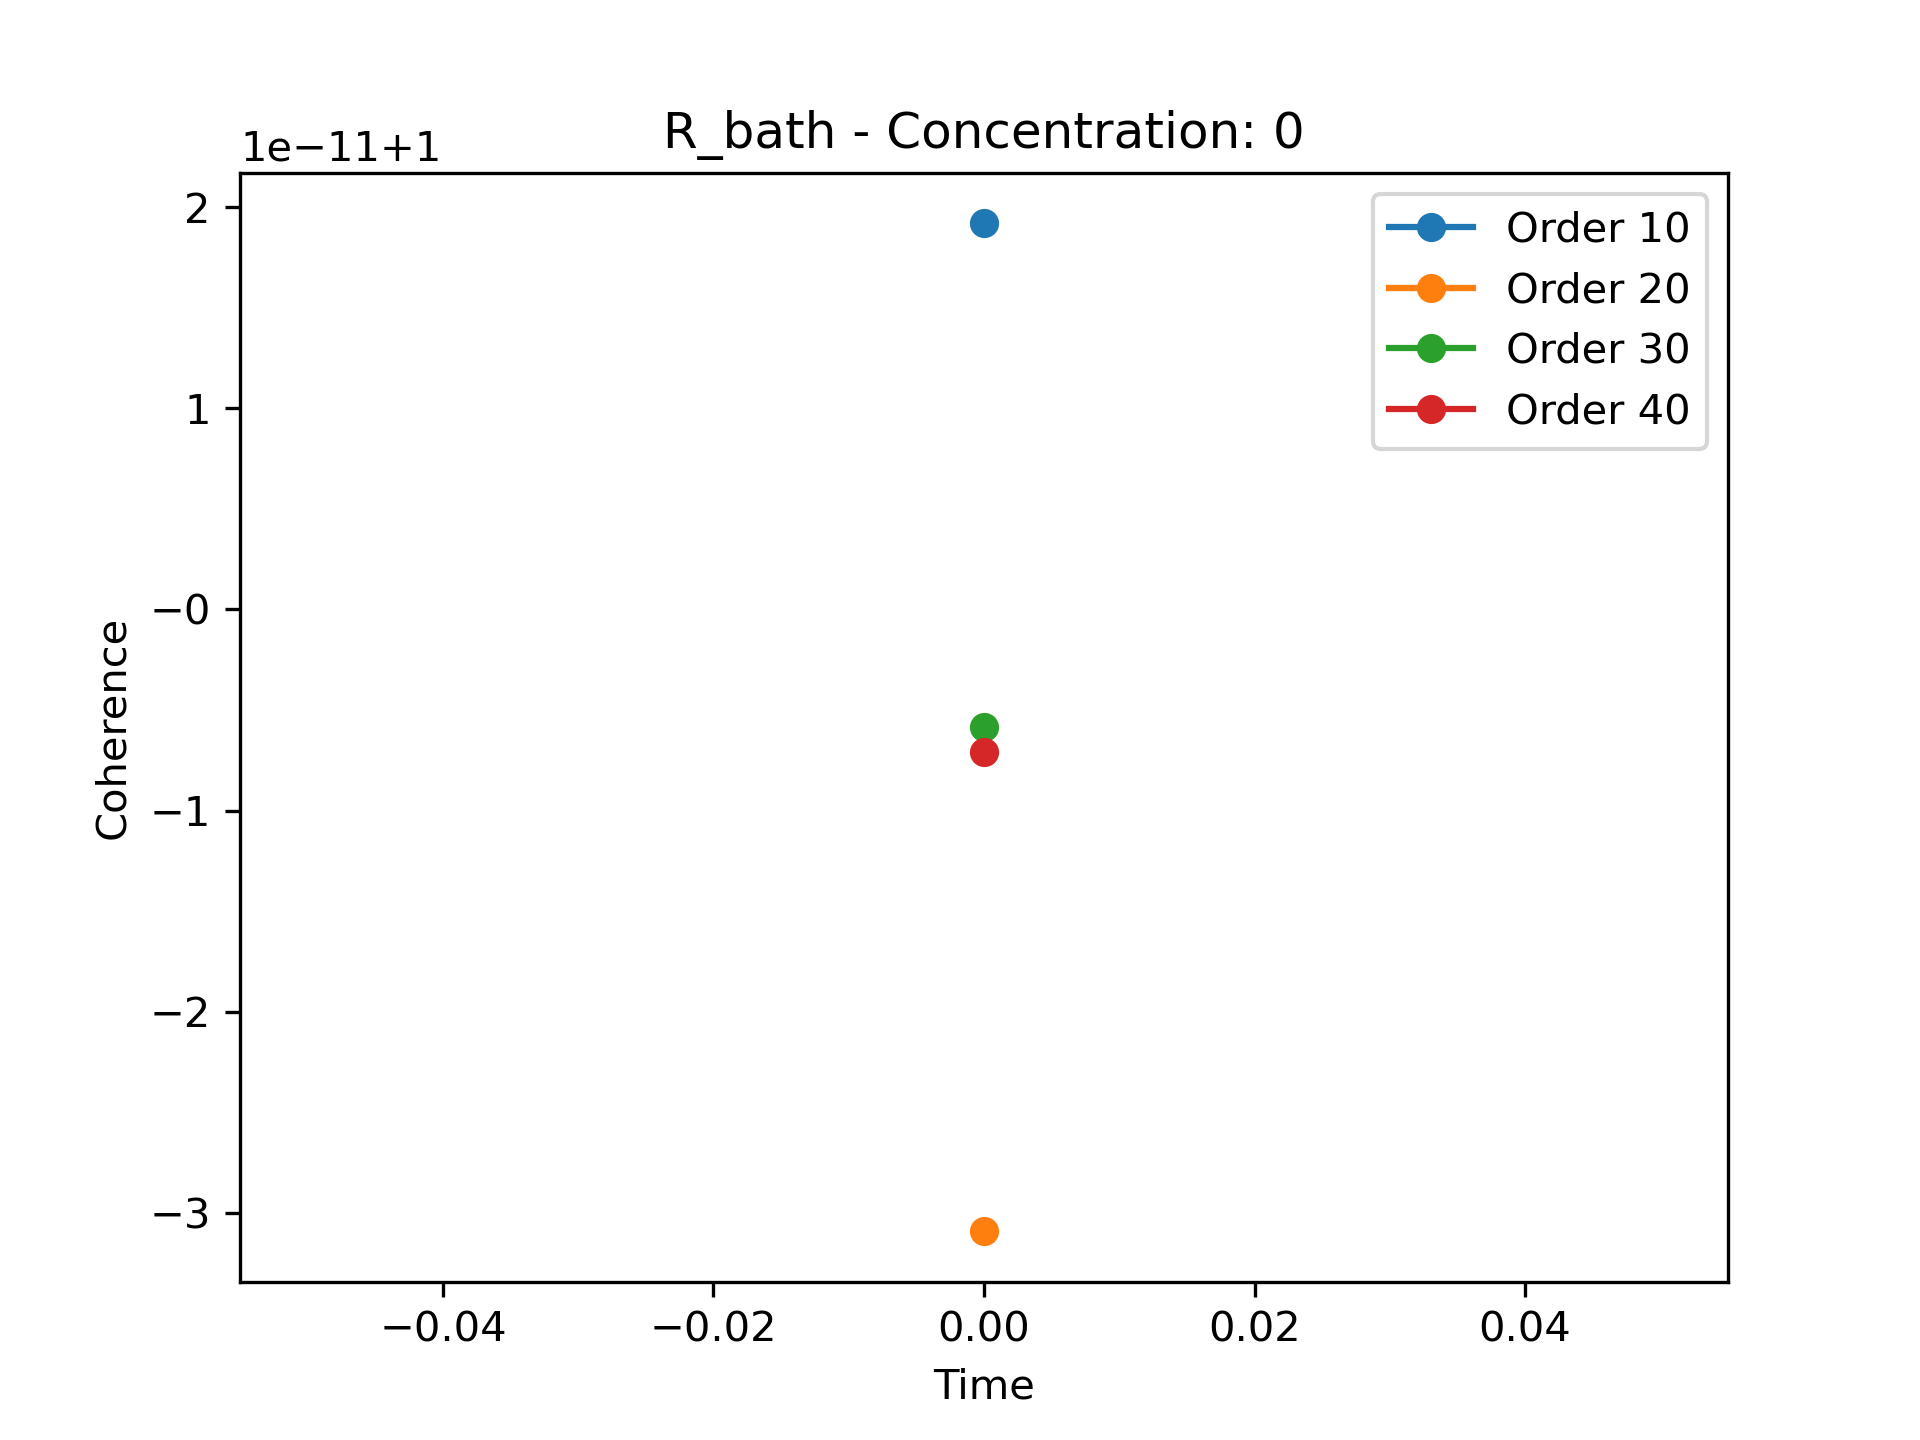 R_bath - Concentration: 0
1e−11+1
2
1
−0
−1
−2
−3
Coherence
Order 10
Order 20
Order 30
Order 40
−0.04
−0.02
0.00
0.02
0.04
Time